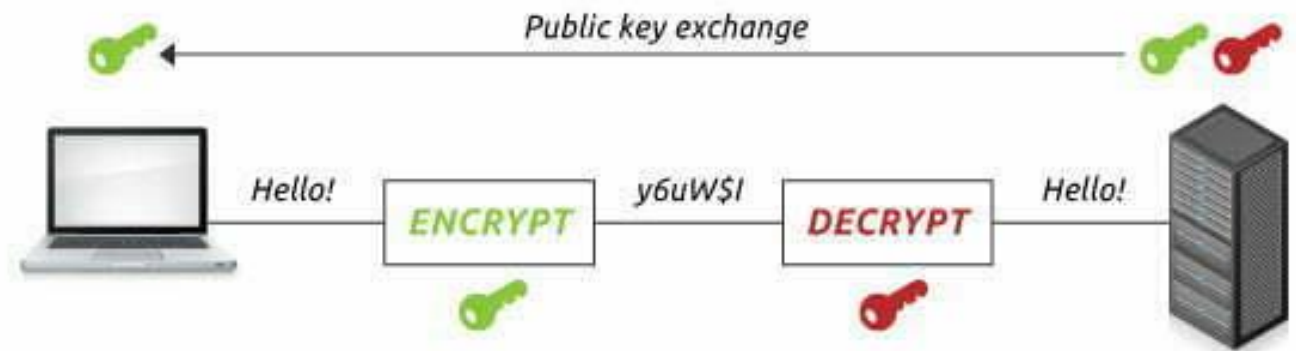 Public key exchange
Hello!
ENCRYPT
y6uW$I
DECRYPT
Hello!